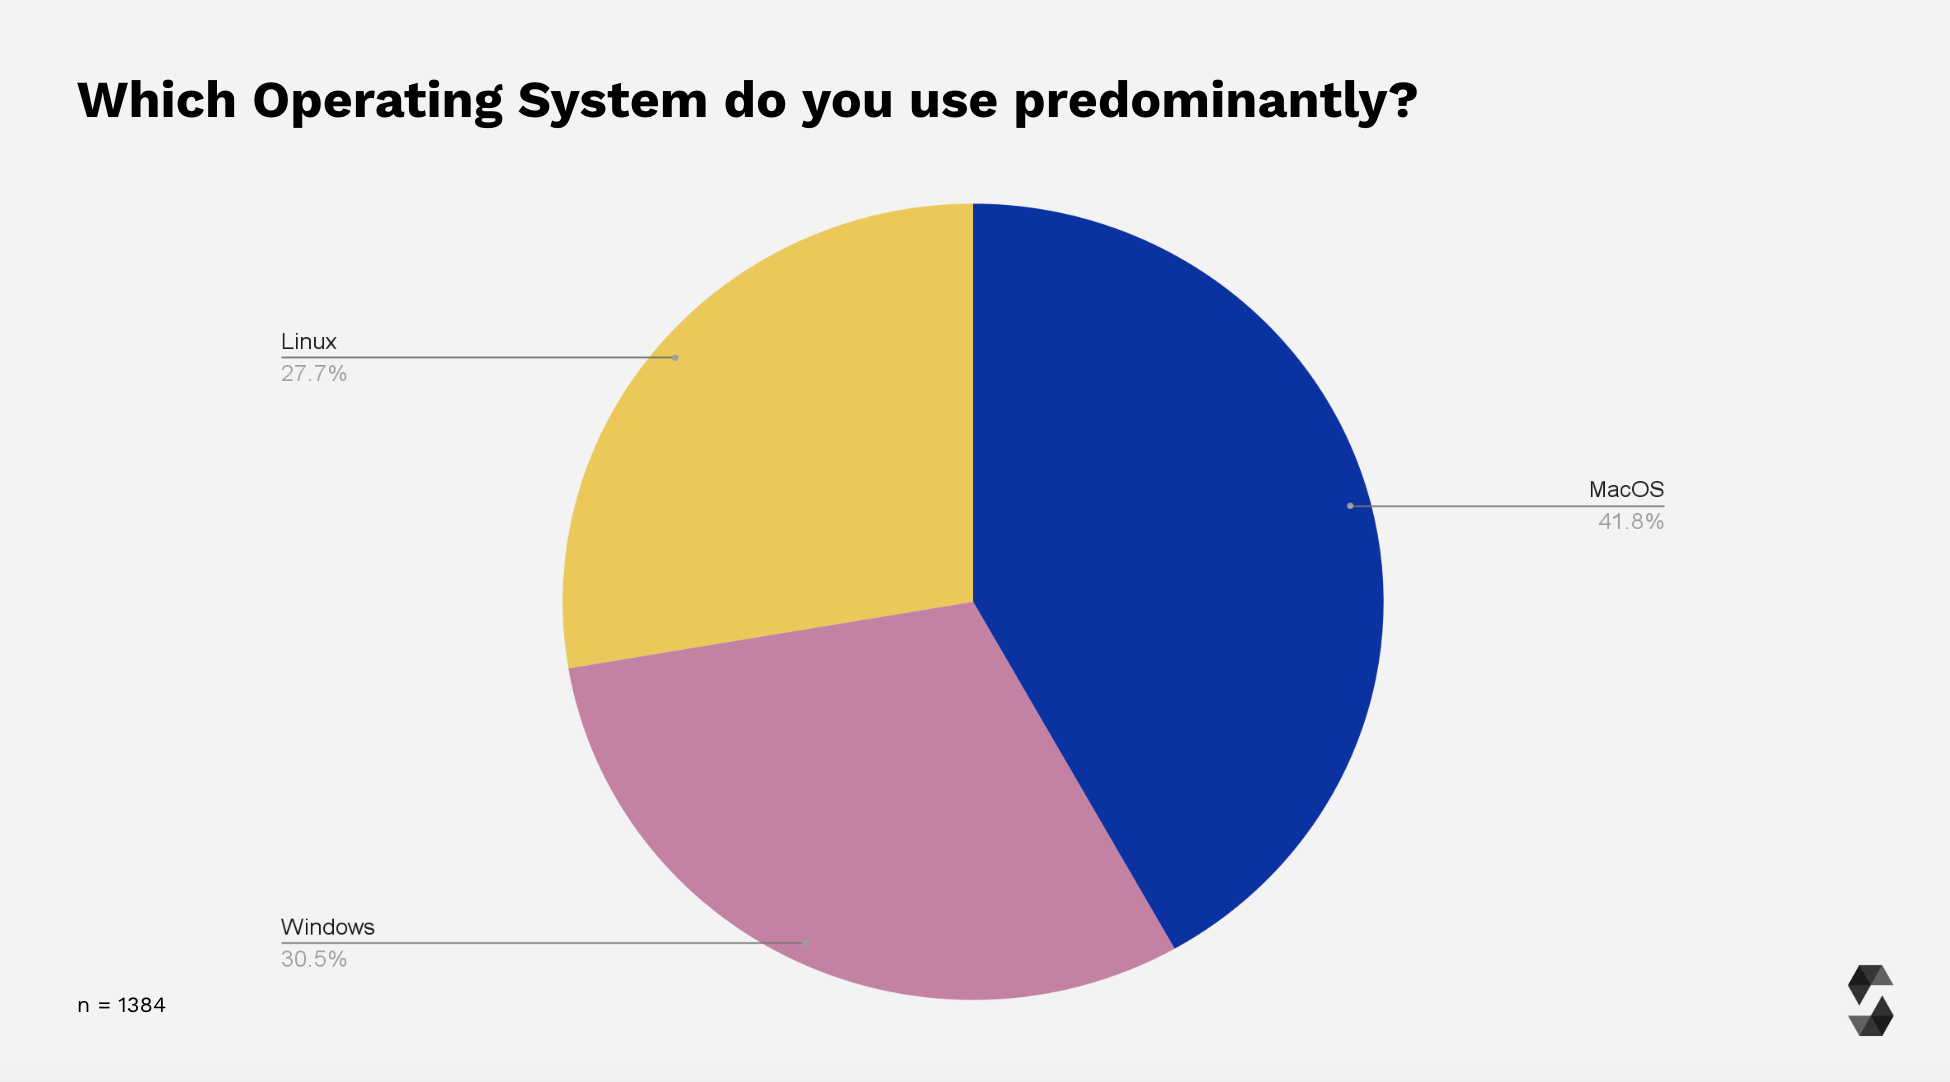 Which Operating System do you use predominantly?
Linux
27.7%
MacOS
41.8%
Windows
30.5%
n = 1384